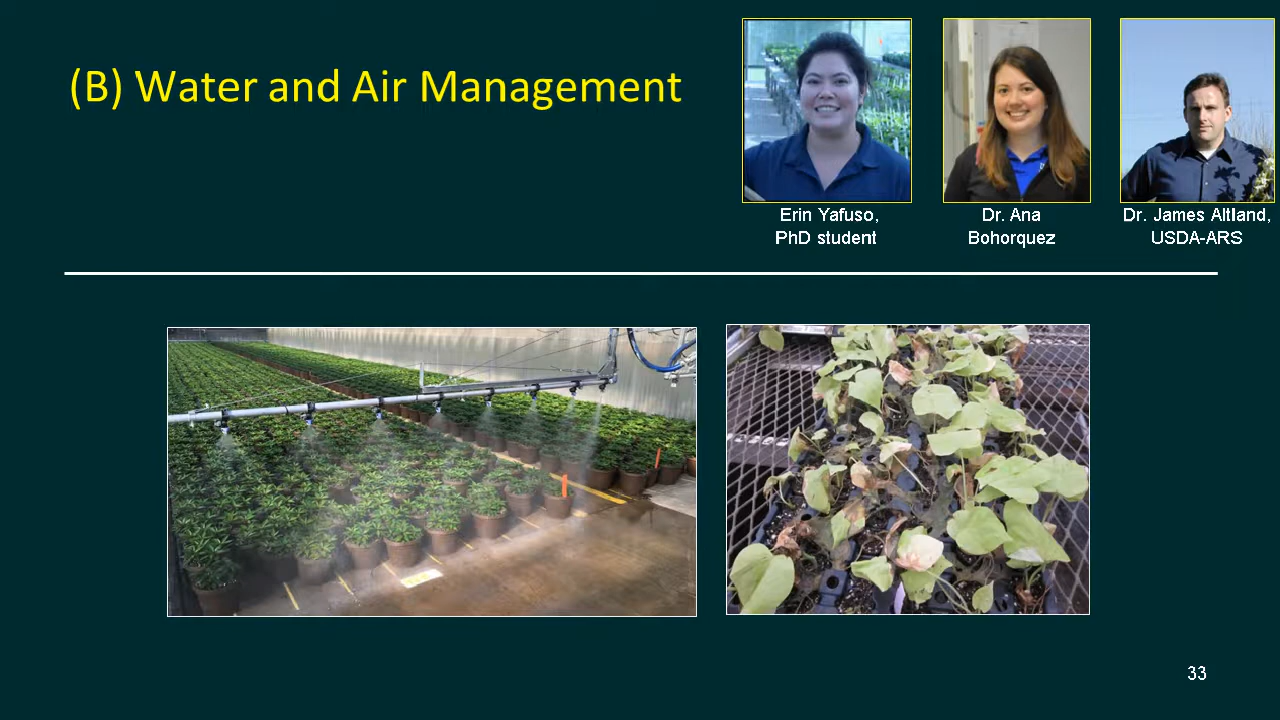 (B) Water and Air Management
Erin Yafuso,
PhD student
Dr. Ana
Bohorquez
Dr. James Altland,
USDA-ARS
33